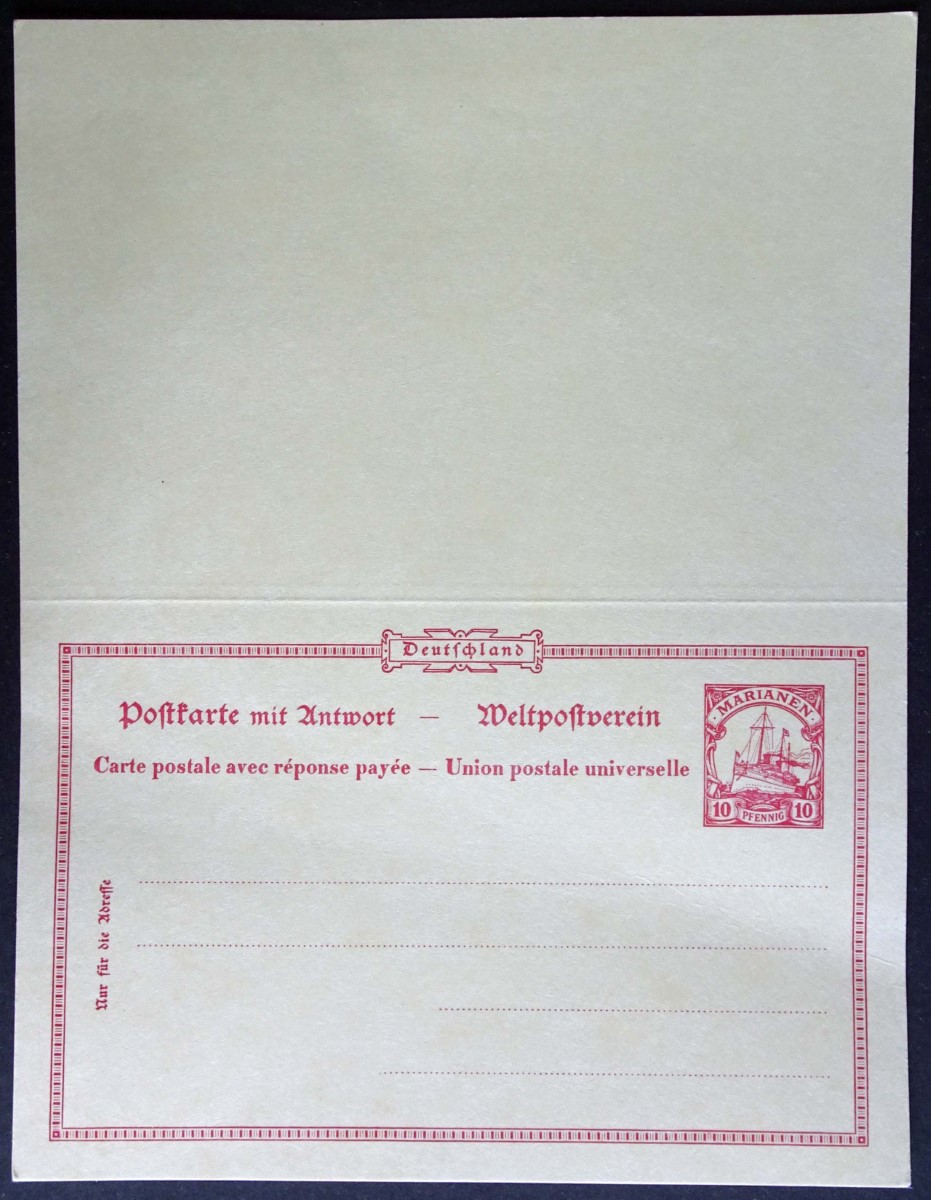 Deutschland
Postkarte mit Antwort — Weltpostverein
Carte postale avec réponse payée — Union postale universelle
MARIANEN
10 PFENNIG 10
Nur für die Adresse